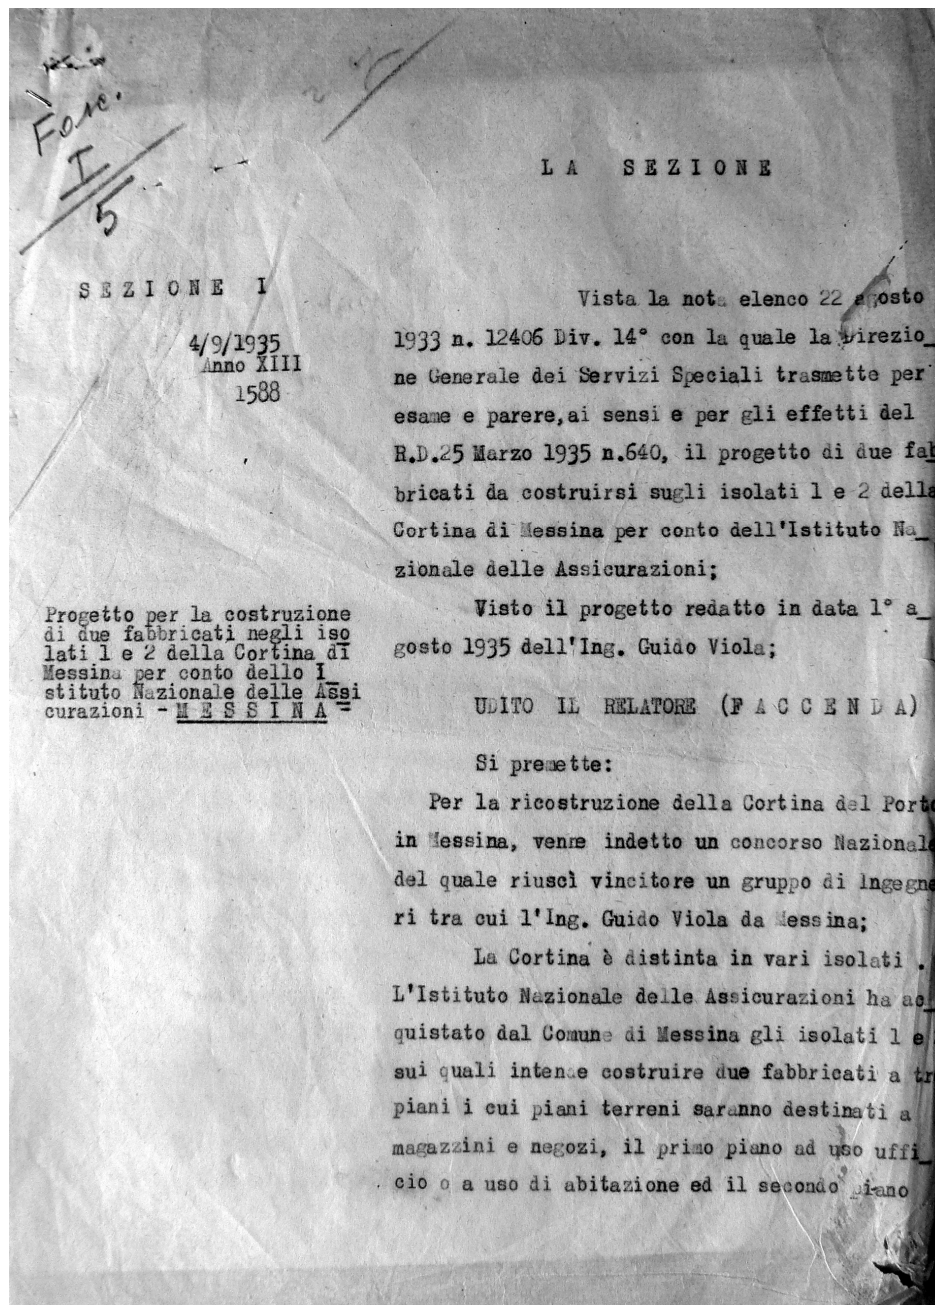 Fasc.
I
5
LA SEZIONE
SEZIONE I
4/9/1935
Anno XIII
1588
Progetto per la costruzione
di due fabbricati negli iso
lati 1 e 2 della Cortina di
Messina per conto dello I_
stituto Nazionale delle Assi
curazioni - MESSINA =
Vista la nota elenco 22 agosto
1933 n. 12406 Div. 14° con la quale la Direzio_
ne Generale dei Servizi Speciali trasmette per
esame e parere, ai sensi e per gli effetti del
R.D.25 Marzo 1935 n.640, il progetto di due fab
bricati da costruirsi sugli isolati 1 e 2 della
Cortina di Messina per conto dell'Istituto Na_
zionale delle Assicurazioni;
Visto il progetto redatto in data 1° a_
gosto 1935 dell'Ing. Guido Viola;
UDITO IL RELATORE (FACCENDA)
Si premette:
Per la ricostruzione della Cortina del Porto
in Messina, venne indetto un concorso Nazionale
del quale riuscì vincitore un gruppo di Ingegne
ri tra cui l'Ing. Guido Viola da Messina;
La Cortina è distinta in vari isolati .
L'Istituto Nazionale delle Assicurazioni ha ac_
quistato dal Comune di Messina gli isolati 1 e
sui quali intende costruire due fabbricati a tr
piani i cui piani terreni saranno destinati a
magazzini e negozi, il primo piano ad uso uffi_
cio o a uso di abitazione ed il secondo piano